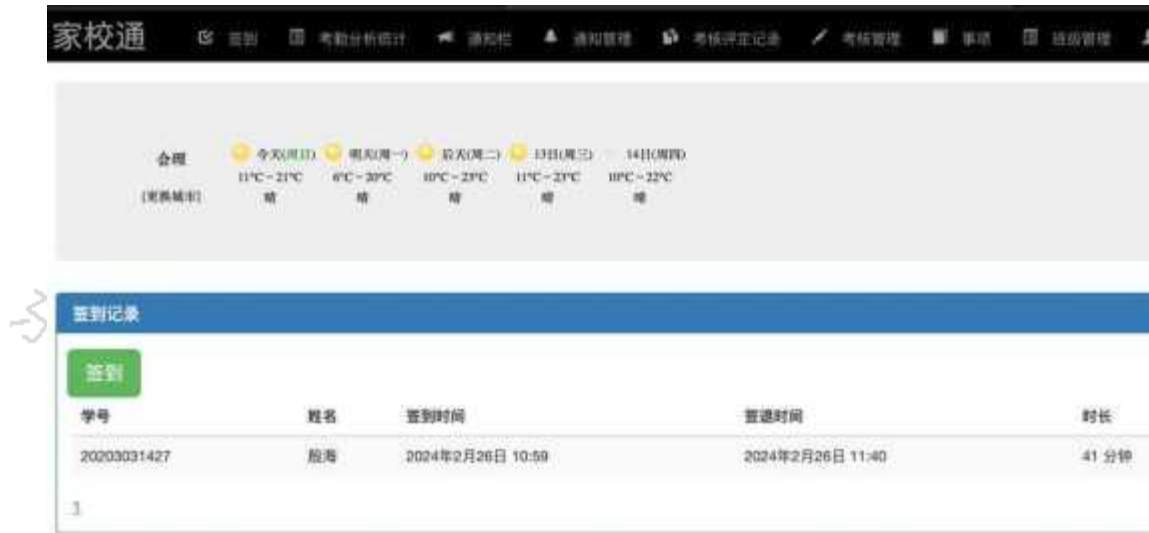 家校通 签到 考勤分析统计 通知栏 通知管理 考核评定记录 考核管理 事项 班级管理
会理 今天(周日) 明天(周一) 后天(周二) 13日(周三) 14日(周四)
11°C~21°C 6°C~20°C 10°C~23°C 11°C~23°C 10°C~22°C
[更换城市] 晴 晴 晴 晴 晴
签到记录
签到
学号 姓名 签到时间 签退时间 时长
20203031427 殷海 2024年2月26日 10:59 2024年2月26日 11:40 41 分钟
1